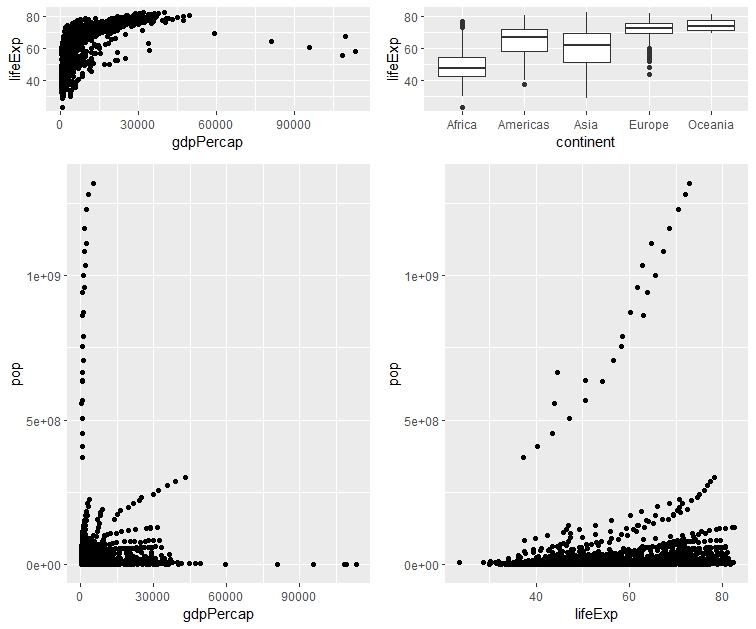 lifeExp
80
60
40
0
30000
60000
90000
gdpPercap
lifeExp
80
60
40
Africa
Americas
Asia
Europe
Oceania
continent
pop
1e+09
5e+08
0e+00
0
30000
60000
90000
gdpPercap
pop
1e+09
5e+08
0e+00
40
60
80
lifeExp